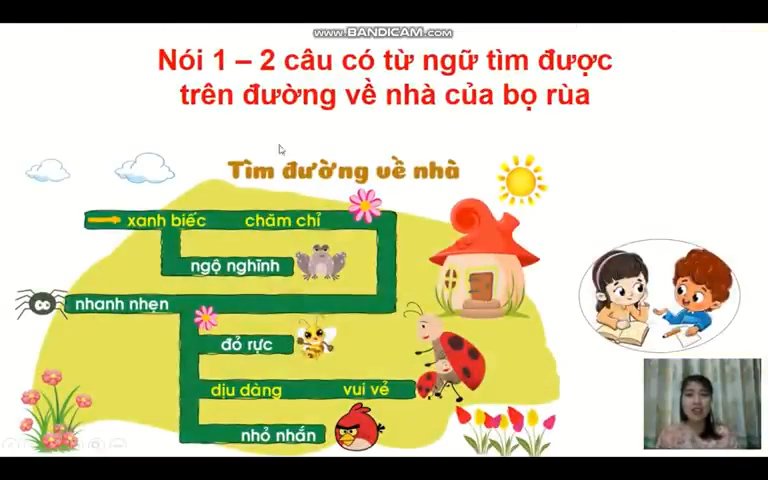 www.BANDICAM.com
Nói 1 – 2 câu có từ ngữ tìm được
trên đường về nhà của bọ rùa
Tìm đường về nhà
xanh biếc chăm chỉ
ngộ nghĩnh
nhanh nhẹn
đỏ rực
dịu dàng vui vẻ
nhỏ nhắn